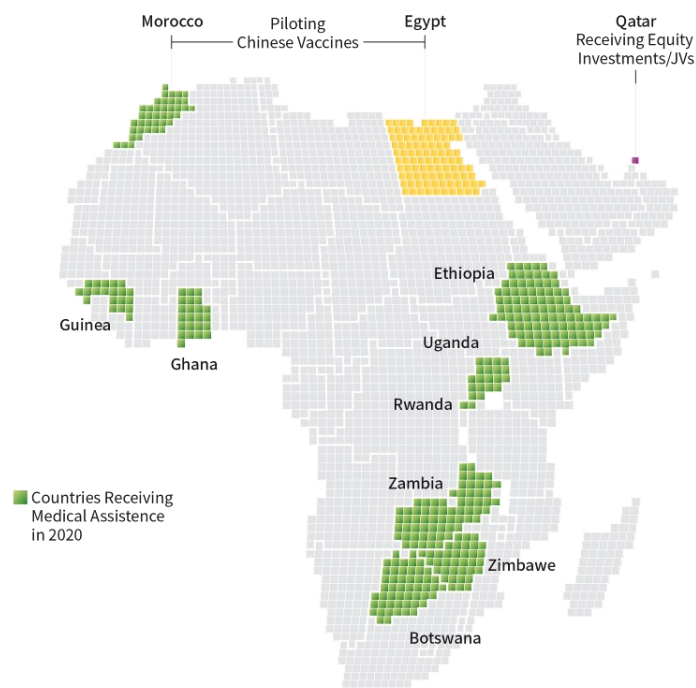 Morocco
Piloting
Chinese Vaccines
Egypt
Qatar
Receiving Equity
Investments/JVs
Ethiopia
Guinea
Uganda
Ghana
Rwanda
Zambia
Countries Receiving
Medical Assistence
in 2020
Zimbawe
Botswana